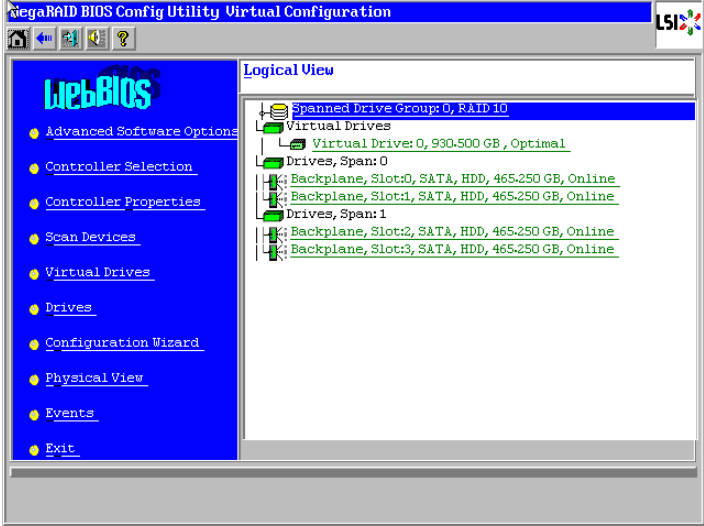 MegaRAID BIOS Config Utility Virtual Configuration
LSI
?
WebBIOS
Advanced Software Options
Controller Selection
Controller Properties
Scan Devices
Virtual Drives
Drives
Configuration Wizard
Physical View
Events
Exit
Logical View
Spanned Drive Group: 0, RAID 10
Virtual Drives
Virtual Drive: 0, 930.500 GB, Optimal
Drives, Span: 0
Backplane, Slot:0, SATA, HDD, 465.250 GB, Online
Backplane, Slot:1, SATA, HDD, 465.250 GB, Online
Drives, Span: 1
Backplane, Slot:2, SATA, HDD, 465.250 GB, Online
Backplane, Slot:3, SATA, HDD, 465.250 GB, Online